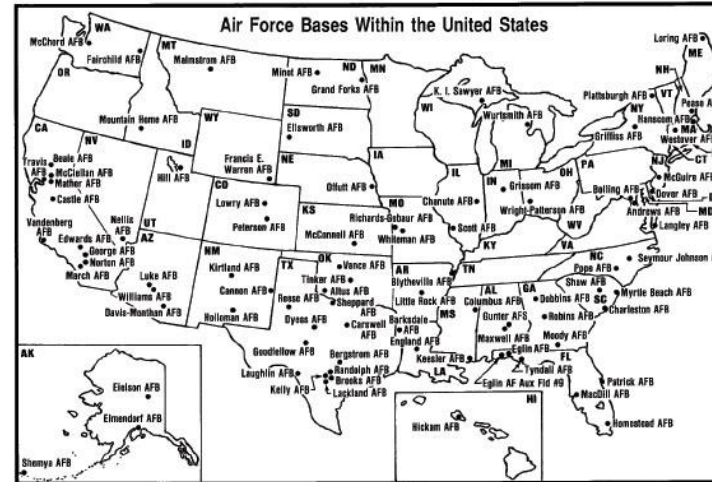 Air Force Bases Within the United States
WA
McChord AFB
Fairchild AFB
OR
MT
Malmstrom AFB
Mountain Home AFB
ID
ND
Minot AFB
Grand Forks AFB
MN
SD
Ellsworth AFB
WY
Francis E.
Warren AFB
NE
Offutt AFB
IA
WI
K. I. Sawyer AFB
Wurtsmith AFB
MI
Loring AFB
ME
NH
VT
Plattsburgh AFB
Pease AFB
NY
Hanscom AFB
Griffiss AFB
MA
Westover AFB
CT
PA
NJ
McGuire AFB
Bolling AFB
Dover AFB
Andrews AFB
MD
Langley AFB
CA
NV
Beale AFB
Travis
AFB
McClellan AFB
Mather AFB
Castle AFB
Vandenberg
AFB
Nellis
AFB
Edwards AFB
George AFB
Norton AFB
March AFB
UT
Hill AFB
AZ
Luke AFB
Williams AFB
Davis-Monthan AFB
CO
Lowry AFB
Peterson AFB
NM
Kirtland
AFB
Cannon AFB
Holloman AFB
KS
McConnell AFB
MO
Richards-Gebaur
AFB
Whiteman
AFB
IL
Chanute AFB
Scott AFB
IN
Grissom
AFB
OH
Wright-Patterson AFB
WV
KY
VA
OK
Vance AFB
Tinker AFB
Altus AFB
Sheppard
AFB
TX
Reese AFB
Dyess AFB
Carswell
AFB
Goodfellow AFB
Bergstrom AFB
Laughlin AFB
Randolph AFB
Brooks AFB
Kelly AFB
Lackland AFB
AR
Blytheville
AFB
Little Rock
AFB
TN
MS
Columbus AFB
Barksdale
AFB
England
AFB
LA
Keesler AFB
AL
Gunter AFS
Maxwell AFB
GA
Dobbins AFB
Robins AFB
Moody AFB
NC
Seymour Johnson
Pope AFB
Shaw AFB
SC
Myrtle Beach AFB
Charleston
AFB
FL
Eglin AFB
Tyndall AFB
Eglin AF Aux Fld #9
Patrick AFB
MacDill AFB
Homestead AFB
AK
Eielson AFB
Elmendorf AFB
Shemya AFB
HI
Hickam AFB